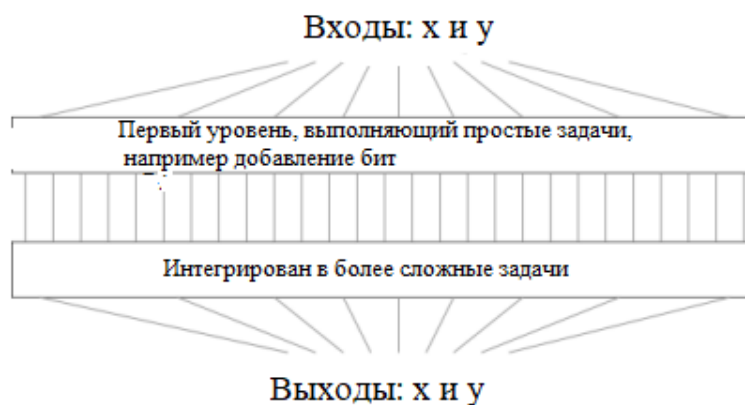 Входы: x и y
Первый уровень, выполняющий простые задачи,
например добавление бит
Интегрирован в более сложные задачи
Выходы: x и y